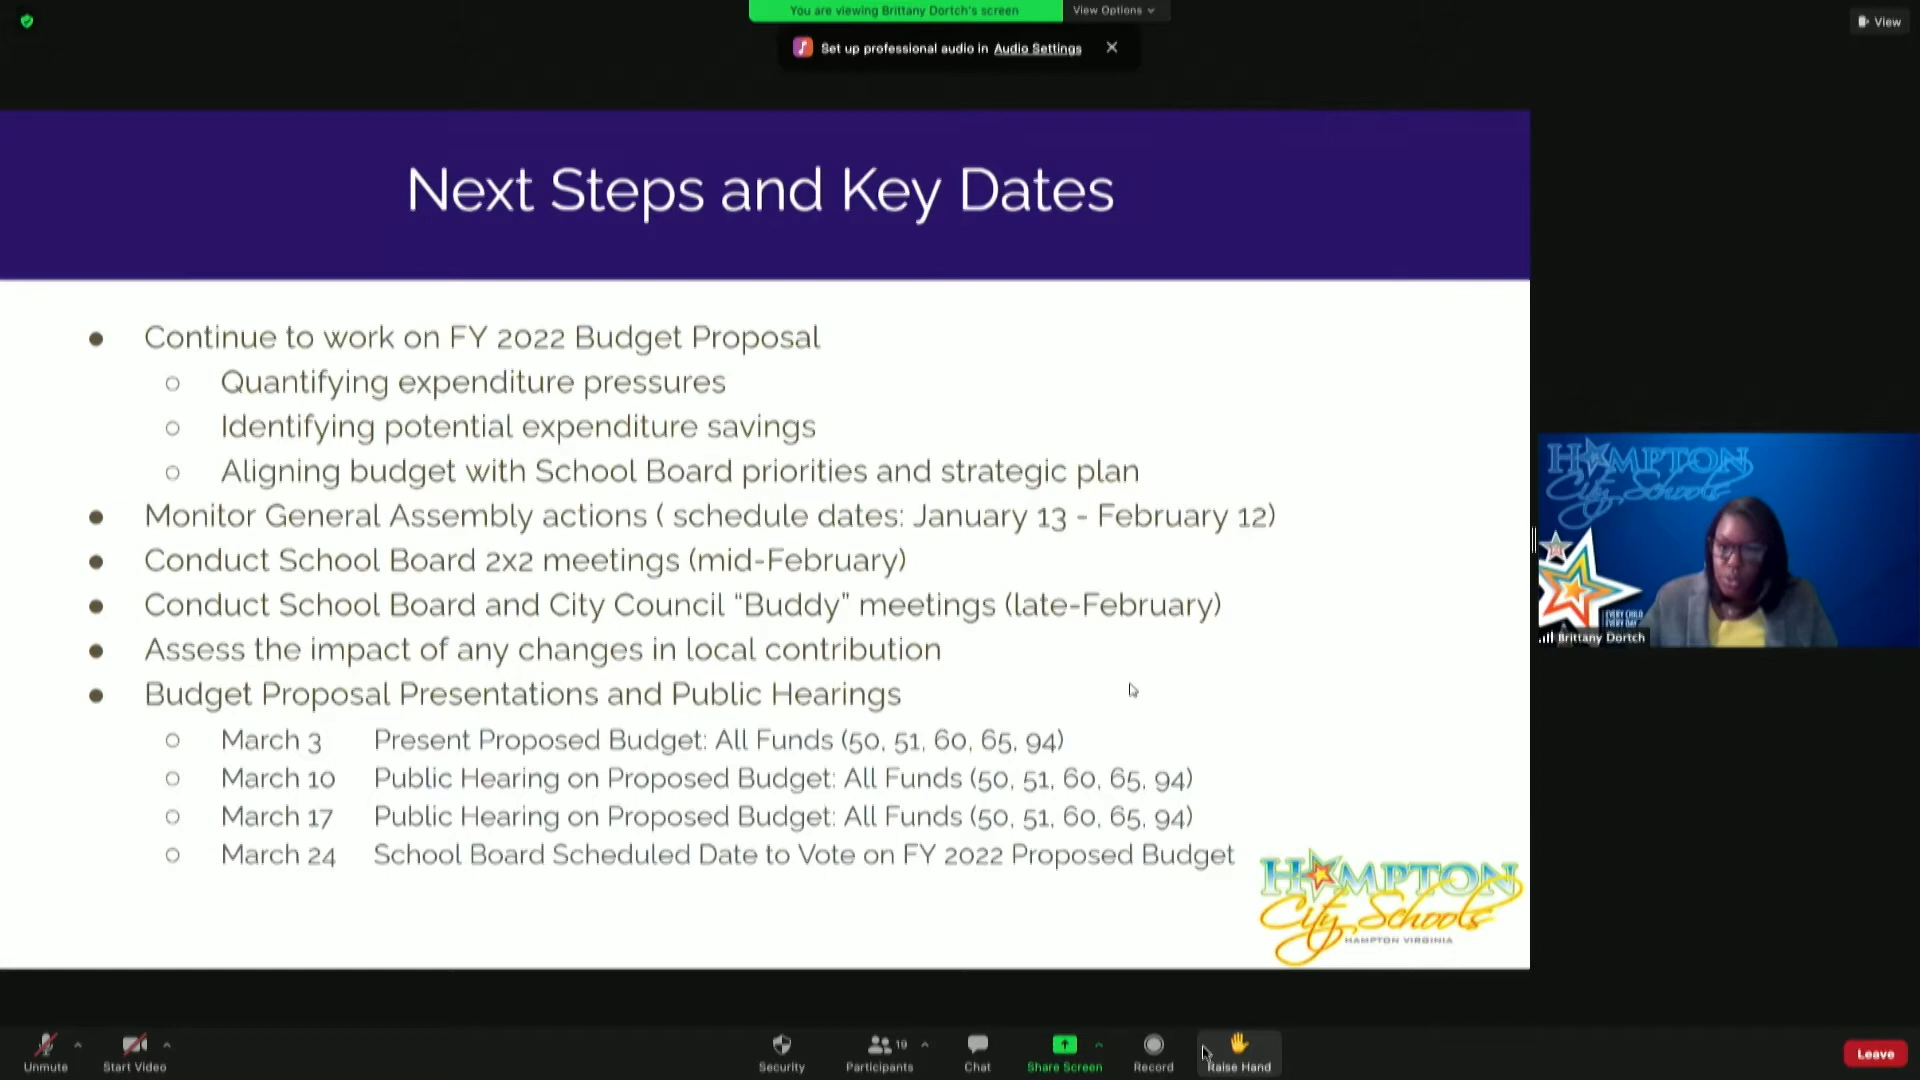 You are viewing Brittany Dortch's screen
View Options
View
Set up professional audio in Audio Settings
Next Steps and Key Dates
Continue to work on FY 2022 Budget Proposal
Quantifying expenditure pressures
Identifying potential expenditure savings
Aligning budget with School Board priorities and strategic plan
Monitor General Assembly actions ( schedule dates: January 13 - February 12)
Conduct School Board 2x2 meetings (mid-February)
Conduct School Board and City Council “Buddy” meetings (late-February)
Assess the impact of any changes in local contribution
Budget Proposal Presentations and Public Hearings
March 3 Present Proposed Budget: All Funds (50, 51, 60, 65, 94)
March 10 Public Hearing on Proposed Budget: All Funds (50, 51, 60, 65, 94)
March 17 Public Hearing on Proposed Budget: All Funds (50, 51, 60, 65, 94)
March 24 School Board Scheduled Date to Vote on FY 2022 Proposed Budget
HAMPTON
City Schools
HAMPTON VIRGINIA
HAMPTON
City Schools
EVERY CHILD
EVERY DAY
Brittany Dortch
Unmute
Start Video
Security
Participants 19
Chat
Share Screen
Record
Raise Hand
Leave